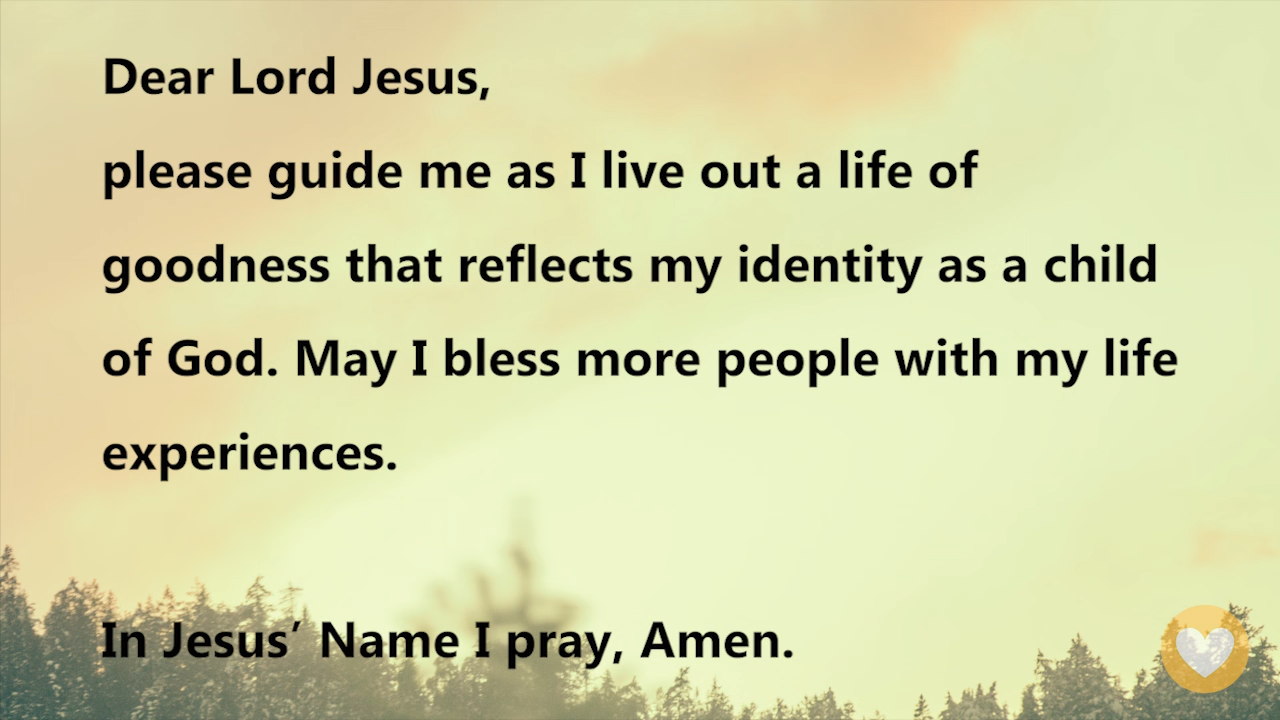 Dear Lord Jesus,
please guide me as I live out a life of
goodness that reflects my identity as a child
of God. May I bless more people with my life
experiences.
In Jesus’ Name I pray, Amen.